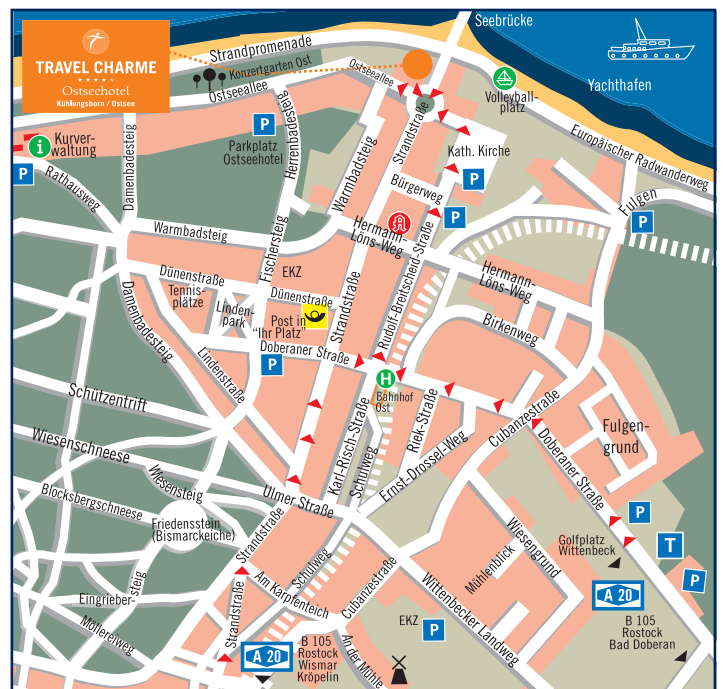 Seebrücke
Strandpromenade
TRAVEL CHARME
Ostseehotel
Kühlungsborn / Ostsee
Konzertgarten Ost
Ostseeallee
Ostseeallee
Yachthafen
Volleyball-
platz
Europäischer Radwanderweg
i
Kurver-
waltung
P
Rathausweg
Damenbadesteig
P
Parkplatz
Ostseehotel
Herrenbadesteig
Warmbadsteig
Strandstraße
Kath. Kirche
P
Bürgerweg
P
Fulgen
P
Warmbadsteig
Fischersteig
Hermann-
Löns-Weg
Rudolf-Breitscheid-Straße
Hermann-
Löns-Weg
EKZ
Dünenstraße
Tennis-
plätze
Dünenstraße
Linden-
park
Post in
"Ihr Platz"
Strandstraße
Birkenweg
Damenbadesteig
Doberaner Straße
P
Lindenstraße
H
Bahnhof
Ost
Schützentrift
Wiesenschneese
Karl-Risch-Straße
Schulweg
Riek-Straße
Ernst-Drossel-Weg
Cubanzestraße
Doberaner Straße
Fulgen-
grund
Wiesensteig
Blocksbergschneese
Ulmer Straße
Friedensstein
(Bismarckeiche)
Strandstraße
P
T
P
Golfplatz
Wittenbeck
Wiesengrund
Mühlenblick
Schulweg
Am Karpfenteich
Cubanzestraße
Wittenbecker Landweg
Eingrieber-
steig
Möllereiweg
Strandstraße
A 20
B 105
Rostock
Bad Doberan
EKZ
P
An der Mühle
A 20
B 105
Rostock
Wismar
Kröpelin